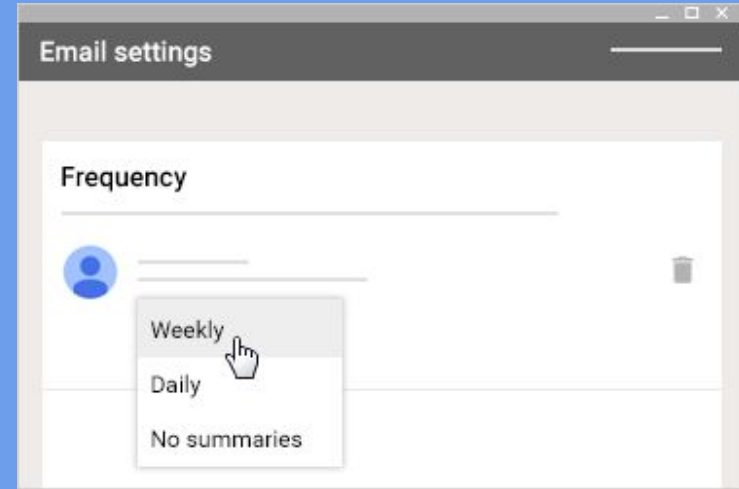 Email settings
Frequency
Weekly
Daily
No summaries